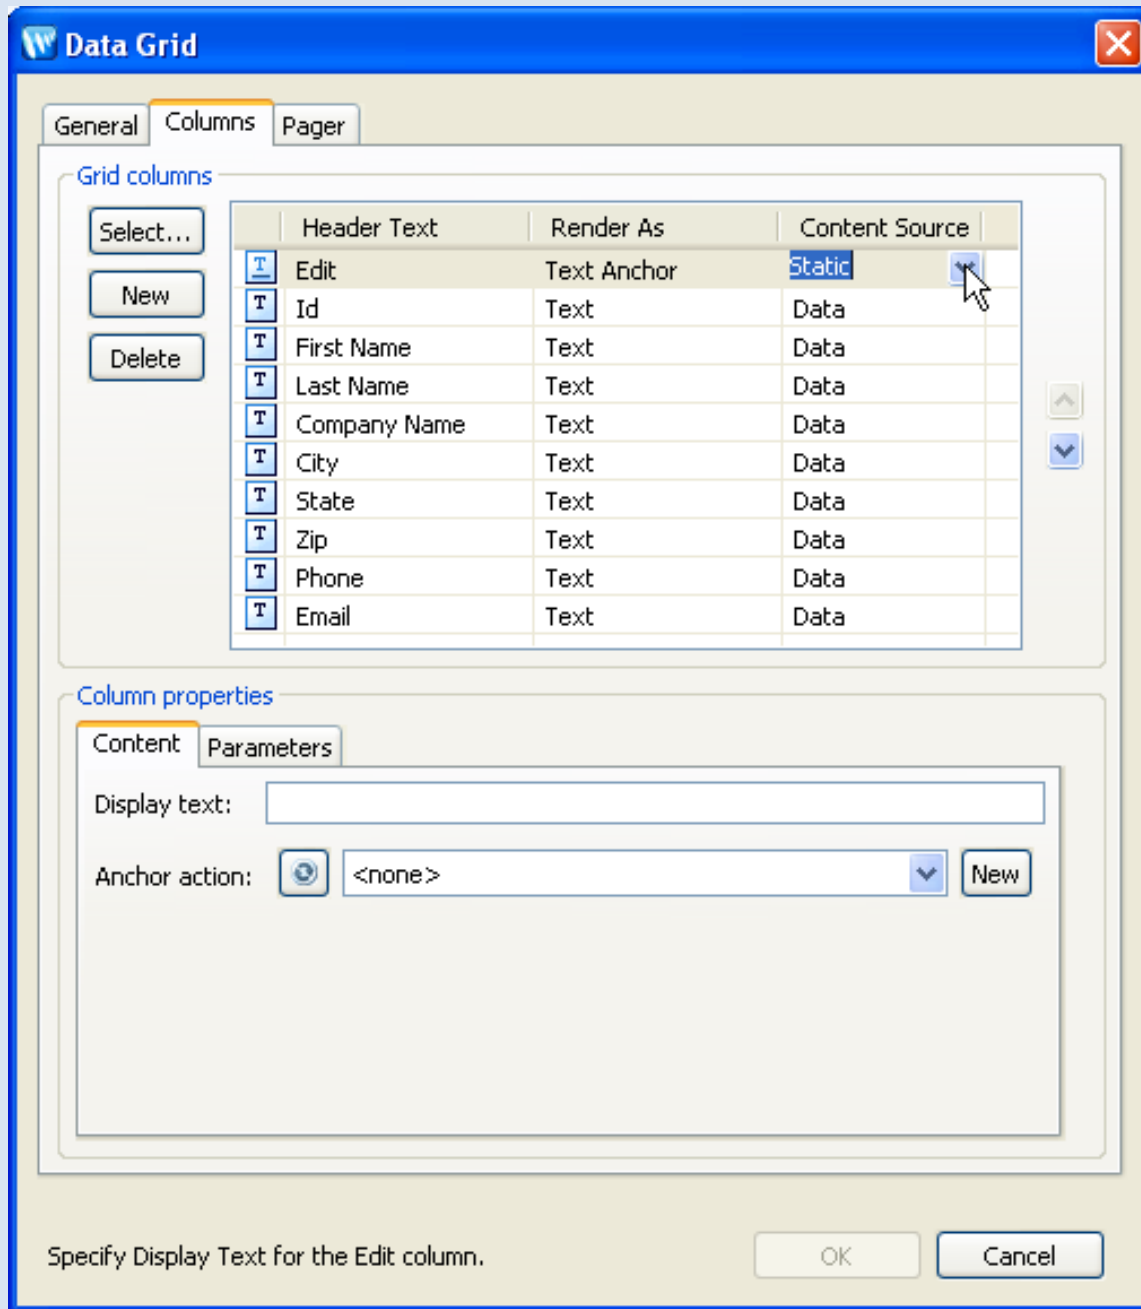 Data Grid
General Columns Pager
Grid columns
Select...
New
Delete
Header Text Render As Content Source
T Edit Text Anchor Static
T Id Text Data
T First Name Text Data
T Last Name Text Data
T Company Name Text Data
T City Text Data
T State Text Data
T Zip Text Data
T Phone Text Data
T Email Text Data
Column properties
Content Parameters
Display text:
Anchor action: <none> New
Specify Display Text for the Edit column. OK Cancel